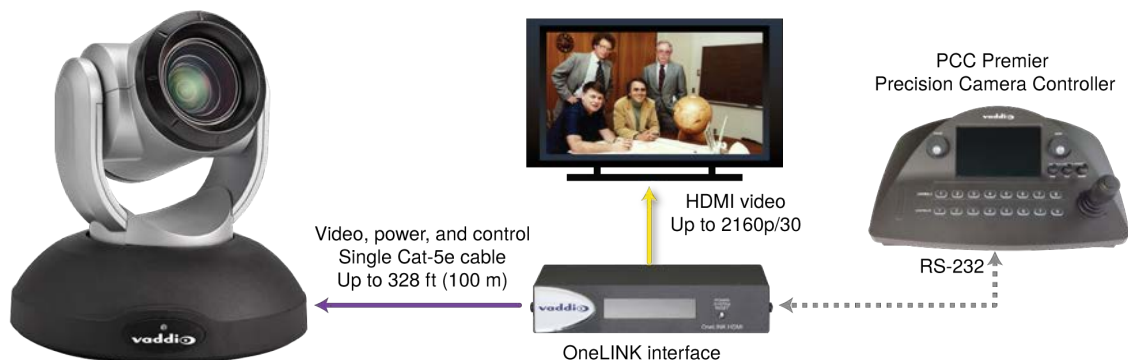 PCC Premier
Precision Camera Controller
vaddio
HDMI video
Up to 2160p/30
Video, power, and control
Single Cat-5e cable
Up to 328 ft (100 m)
RS-232
vaddio
vaddio
OneLINK HDMI
OneLINK interface